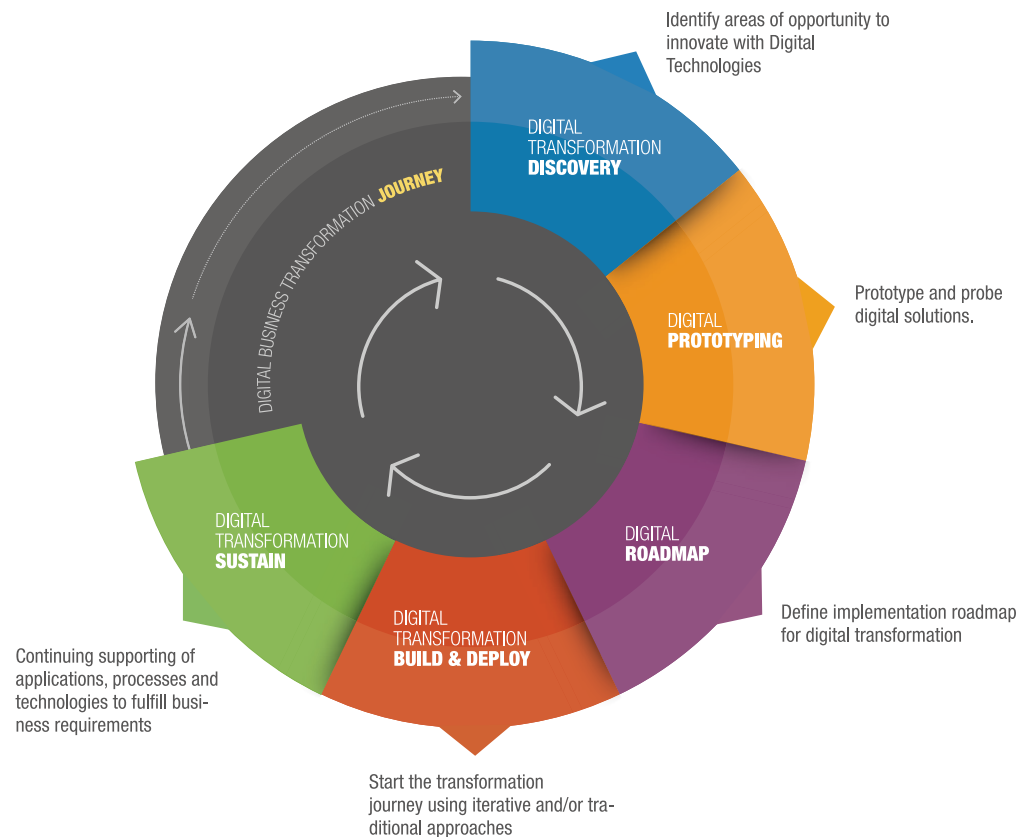 Identify areas of opportunity to
innovate with Digital
Technologies
DIGITAL
TRANSFORMATION
DISCOVERY
DIGITAL BUSINESS TRANSFORMATION JOURNEY
Prototype and probe
digital solutions.
DIGITAL
PROTOTYPING
DIGITAL
ROADMAP
Define implementation roadmap
for digital transformation
DIGITAL
TRANSFORMATION
BUILD & DEPLOY
Start the transformation
journey using iterative and/or tra-
ditional approaches
DIGITAL
TRANSFORMATION
SUSTAIN
Continuing supporting of
applications, processes and
technologies to fulfill busi-
ness requirements